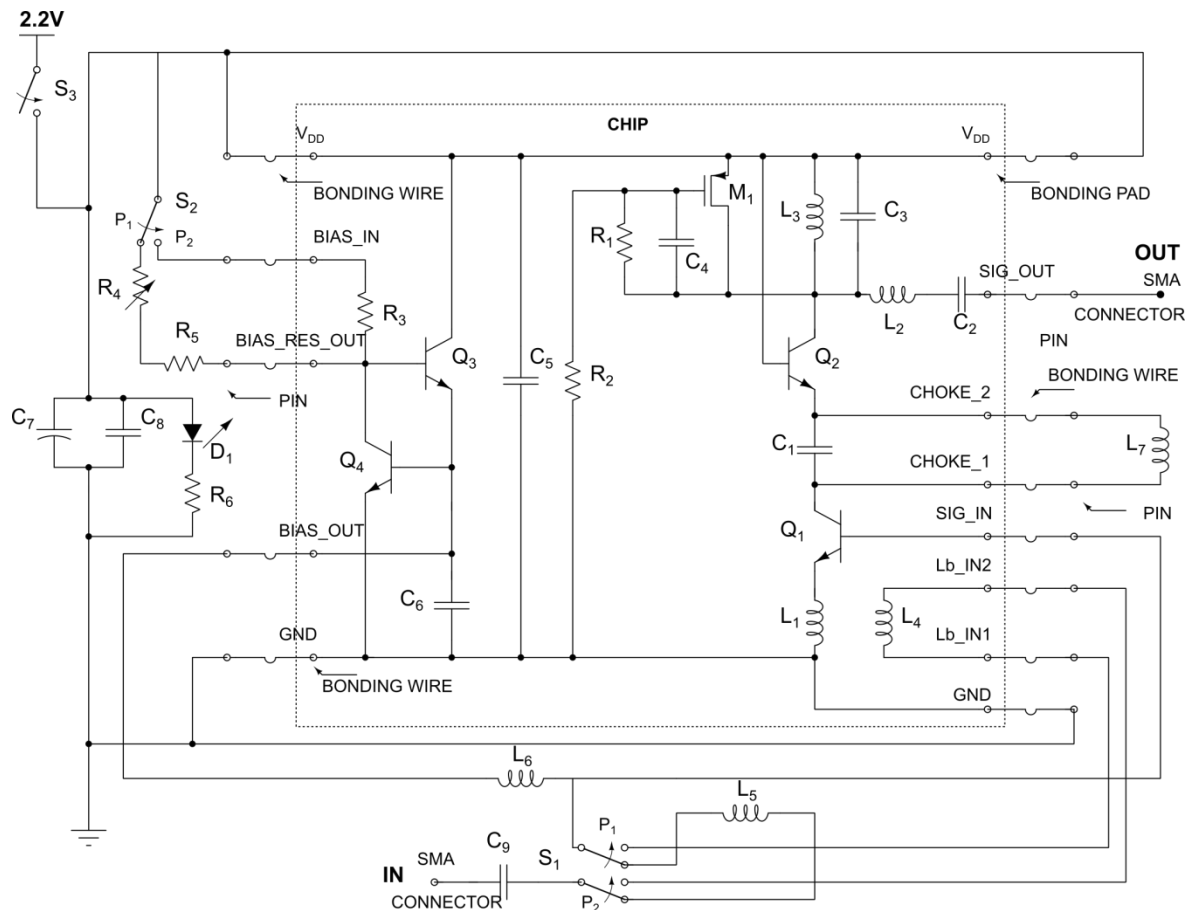 2.2V
S3
CHIP
VDD
VDD
BONDING WIRE
M1
BONDING PAD
S2
P1
P2
L3
C3
BIAS_IN
R1
C4
OUT
SIG_OUT
SMA
CONNECTOR
R4
R3
L2
C2
R5
BIAS_RES_OUT
PIN
Q3
C5
R2
Q2
BONDING WIRE
PIN
CHOKE_2
C7
C8
D1
C1
L7
Q4
CHOKE_1
R6
SIG_IN
PIN
Q1
BIAS_OUT
Lb_IN2
C6
L1
L4
GND
Lb_IN1
BONDING WIRE
GND
L6
L5
P1
C9
S1
IN
SMA
CONNECTOR
P2